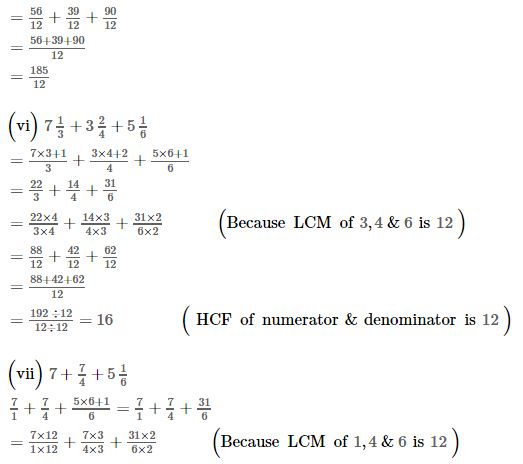 = 56/12 + 39/12 + 90/12
= 56+39+90/12
= 185/12
(vi) 7 1/3 + 3 2/4 + 5 1/6
= 7×3+1/3 + 3×4+2/4 + 5×6+1/6
= 22/3 + 14/4 + 31/6
= 22×4/3×4 + 14×3/4×3 + 31×2/6×2 (Because LCM of 3, 4 & 6 is 12)
= 88/12 + 42/12 + 62/12
= 88+42+62/12
= 192÷12/12÷12 = 16 ( HCF of numerator & denominator is 12 )
(vii) 7 + 7/4 + 5 1/6
7/1 + 7/4 + 5×6+1/6 = 7/1 + 7/4 + 31/6
= 7×12/1×12 + 7×3/4×3 + 31×2/6×2 (Because LCM of 1, 4 & 6 is 12 )